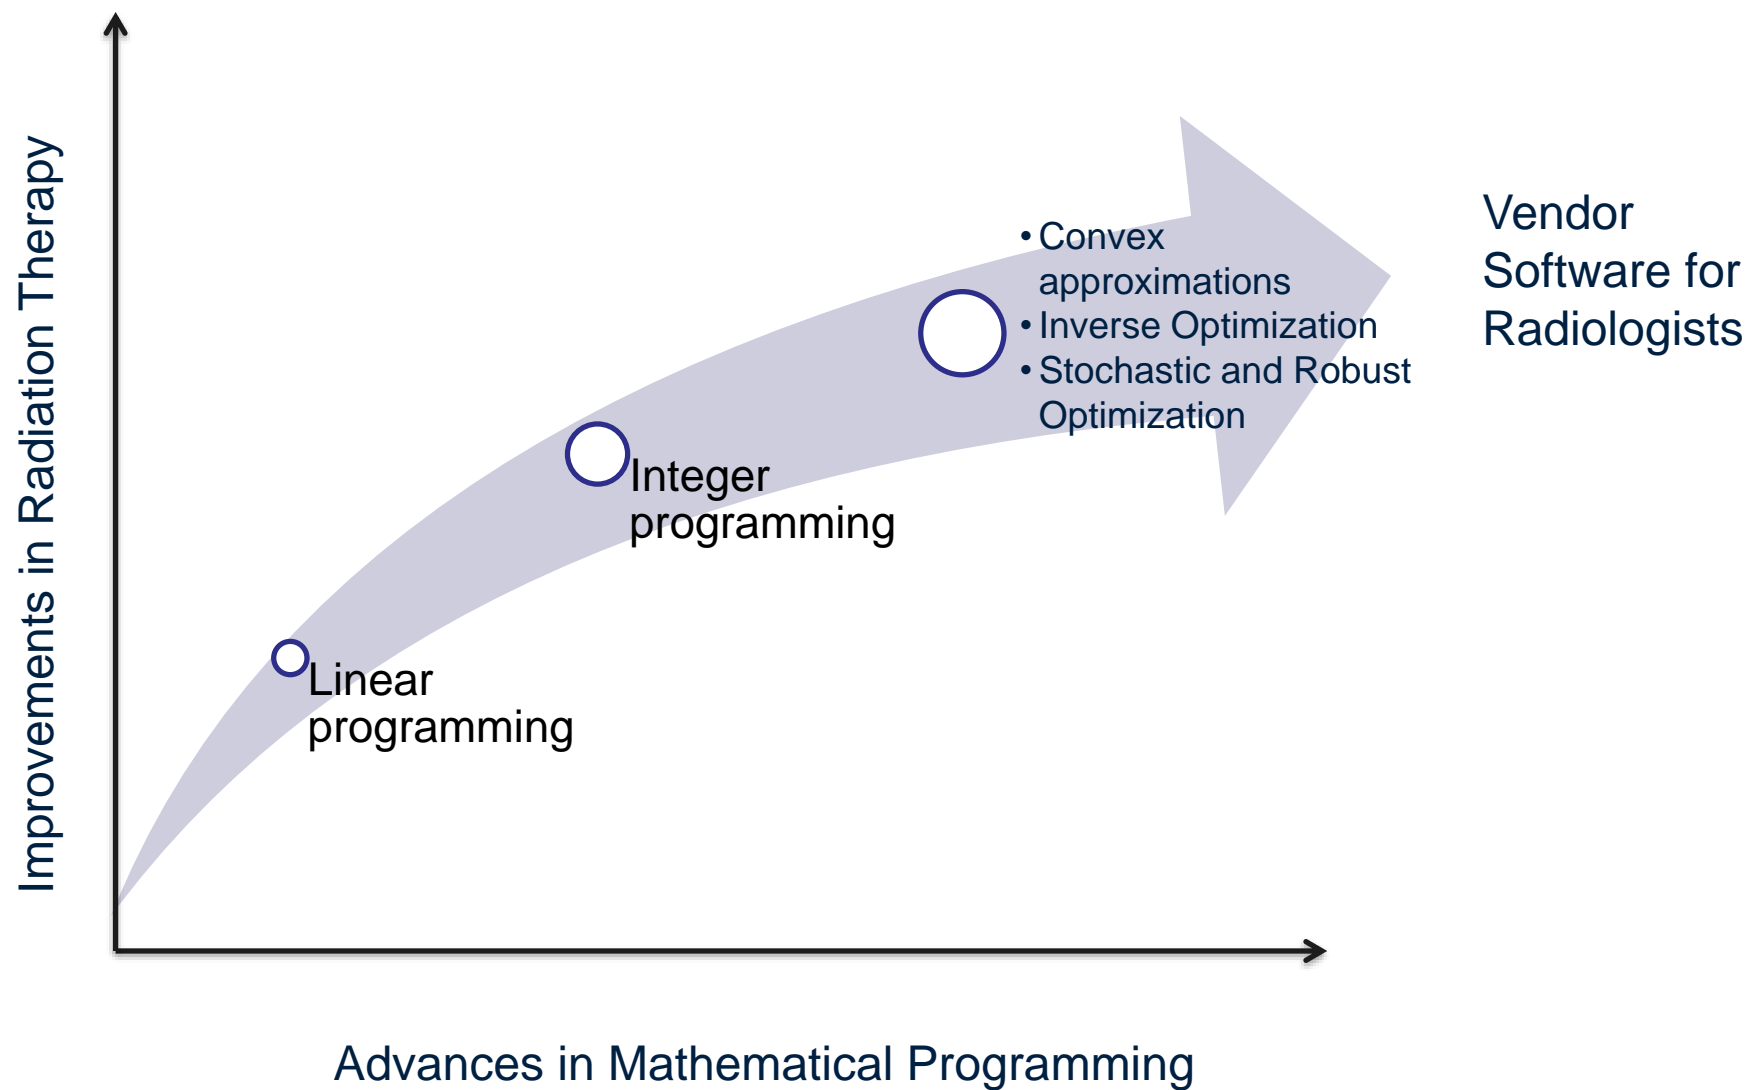 Improvements in Radiation Therapy
• Convex
approximations
• Inverse Optimization
• Stochastic and Robust
Optimization
Vendor
Software for
Radiologists
Integer
programming
Linear
programming
Advances in Mathematical Programming